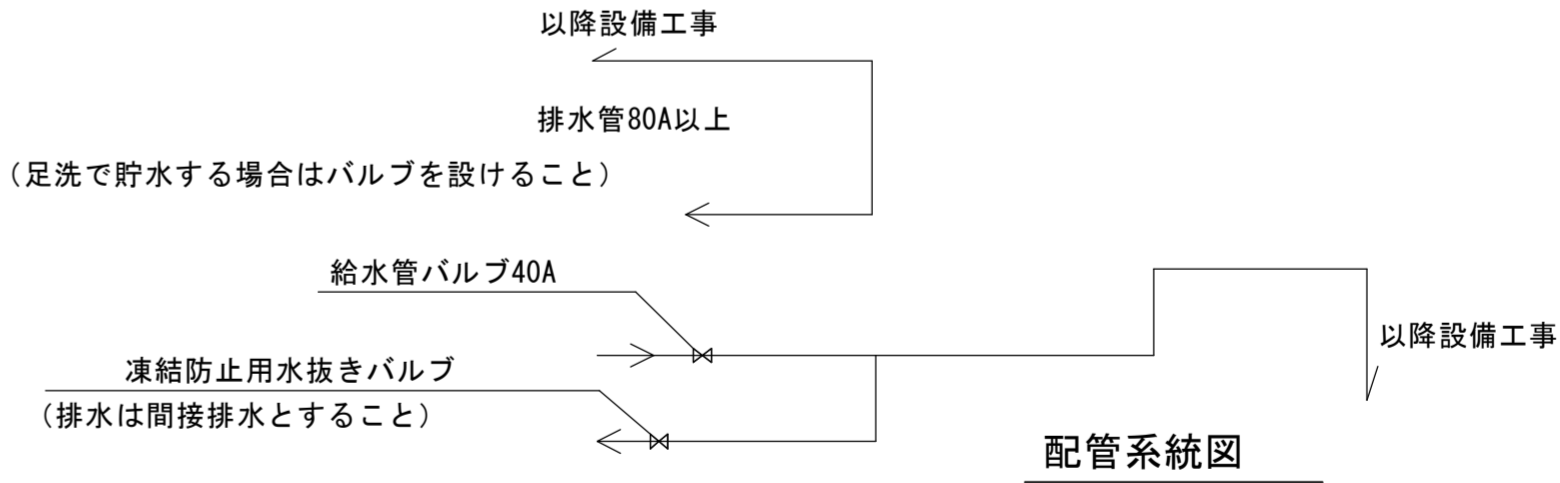 以降設備工事
排水管80A以上
（足洗で貯水する場合はバルブを設けること）
給水管バルブ40A
以降設備工事
凍結防止用水抜きバルブ
（排水は間接排水とすること）
配管系統図